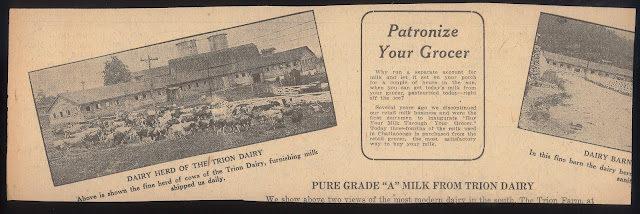 DAIRY HERD OF THE TRION DAIRY
Above is shown the fine herd of cows of the Trion Dairy, furnishing milk
shipped us daily.
Patronize
Your Grocer
Why run a separate account for
milk and let it set on your porch
for a couple of hours in the sun,
when you can get today's milk from
your grocer, pasteurized today—right
off the ice?
Several years ago we discontinued
our retail milk business and were the
first dairymen to inaugurate "Buy
Your Milk Through Your Grocer."
Today three-fourths of the milk used
in Chattanooga is purchased from the
retail grocer, the most satisfactory
way to buy your milk.
DAIRY BARN
In this fine barn the dairy her
sani
PURE GRADE "A" MILK FROM TRION DAIRY
We show above two views of the most modern dairy in the south. The Trion Farm, at